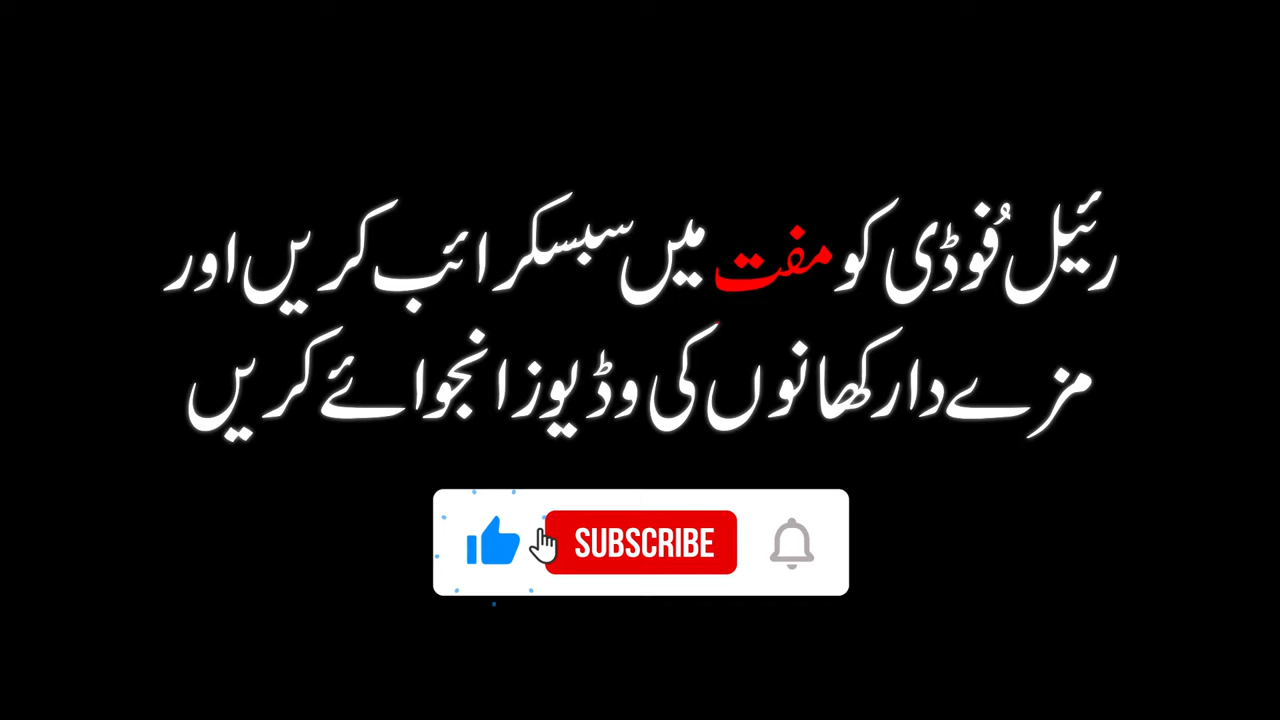 رئیل فُوڈی کو مفت میں سبسکرائب کریں اور
مزے دار کھانوں کی وڈیوز انجوائے کریں
SUBSCRIBE